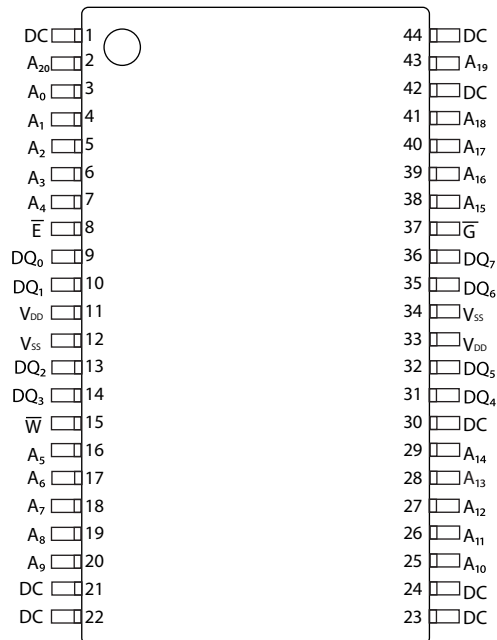 DC 1 44 DC
A₂₀ 2 43 A₁₉
A₀ 3 42 DC
A₁ 4 41 A₁₈
A₂ 5 40 A₁₇
A₃ 6 39 A₁₆
A₄ 7 38 A₁₅
E̅ 8 37 G̅
DQ₀ 9 36 DQ₇
DQ₁ 10 35 DQ₆
V_DD 11 34 V_SS
V_SS 12 33 V_DD
DQ₂ 13 32 DQ₅
DQ₃ 14 31 DQ₄
W̅ 15 30 DC
A₅ 16 29 A₁₄
A₆ 17 28 A₁₃
A₇ 18 27 A₁₂
A₈ 19 26 A₁₁
A₉ 20 25 A₁₀
DC 21 24 DC
DC 22 23 DC